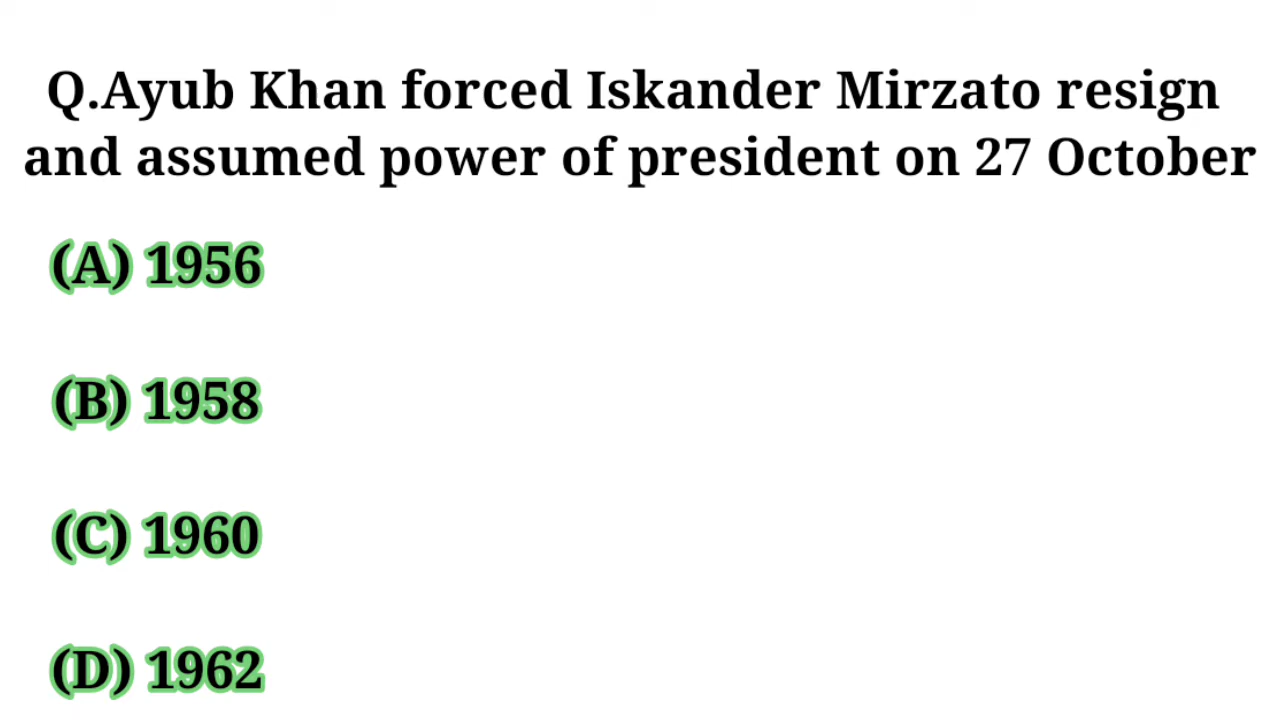 Q.Ayub Khan forced Iskander Mirzato resign
and assumed power of president on 27 October
(A) 1956
(B) 1958
(C) 1960
(D) 1962